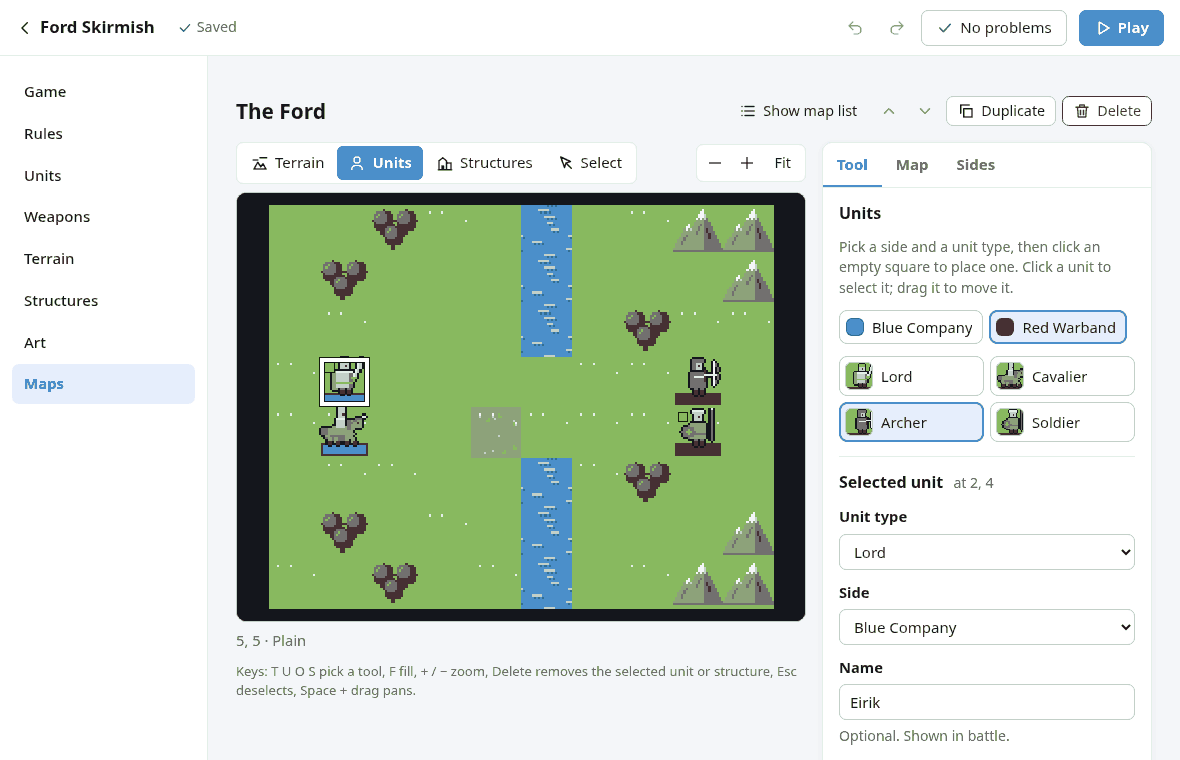 Ford Skirmish
Saved
No problems
Play
Game
Rules
Units
Weapons
Terrain
Structures
Art
Maps
The Ford
Show map list
Duplicate
Delete
Terrain
Units
Structures
Select
Fit
5, 5 · Plain
Keys: T U O S pick a tool, F fill, + / − zoom, Delete removes the selected unit or structure, Esc
deselects, Space + drag pans.
Tool
Map
Sides
Units
Pick a side and a unit type, then click an
empty square to place one. Click a unit to
select it; drag it to move it.
Blue Company
Red Warband
Lord
Cavalier
Archer
Soldier
Selected unit at 2, 4
Unit type
Lord
Side
Blue Company
Name
Eirik
Optional. Shown in battle.